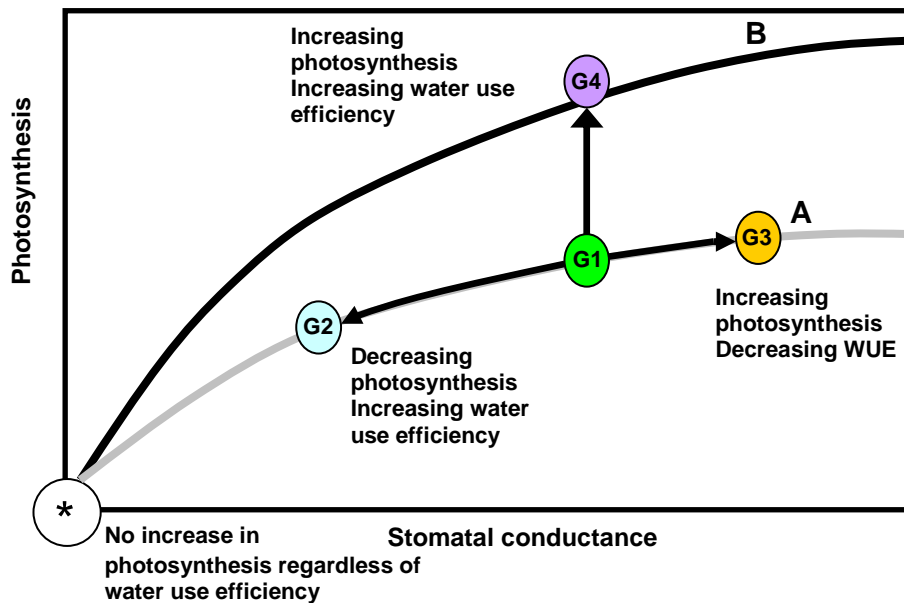 Increasing
photosynthesis
Increasing water use
efficiency
B
G4
Photosynthesis
A
G1
G3
G2
Increasing
photosynthesis
Decreasing WUE
Decreasing
photosynthesis
Increasing water
use efficiency
*
No increase in
photosynthesis regardless of
water use efficiency
Stomatal conductance